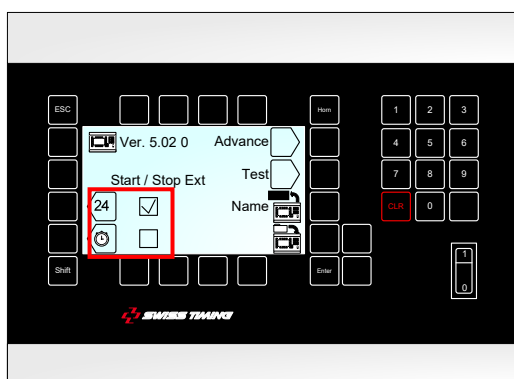 ESC
Horn
1 2 3
Ver. 5.02 0 Advance
4 5 6
Start / Stop Ext Test
7 8 9
24 Name
CLR 0
Shift
Enter
1
0
SWISS TIMING